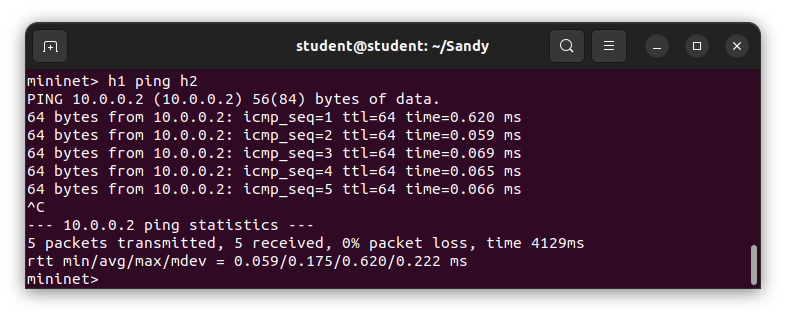 student@student: ~/Sandy
mininet> h1 ping h2
PING 10.0.0.2 (10.0.0.2) 56(84) bytes of data.
64 bytes from 10.0.0.2: icmp_seq=1 ttl=64 time=0.620 ms
64 bytes from 10.0.0.2: icmp_seq=2 ttl=64 time=0.059 ms
64 bytes from 10.0.0.2: icmp_seq=3 ttl=64 time=0.069 ms
64 bytes from 10.0.0.2: icmp_seq=4 ttl=64 time=0.065 ms
64 bytes from 10.0.0.2: icmp_seq=5 ttl=64 time=0.066 ms
^C
--- 10.0.0.2 ping statistics ---
5 packets transmitted, 5 received, 0% packet loss, time 4129ms
rtt min/avg/max/mdev = 0.059/0.175/0.620/0.222 ms
mininet>